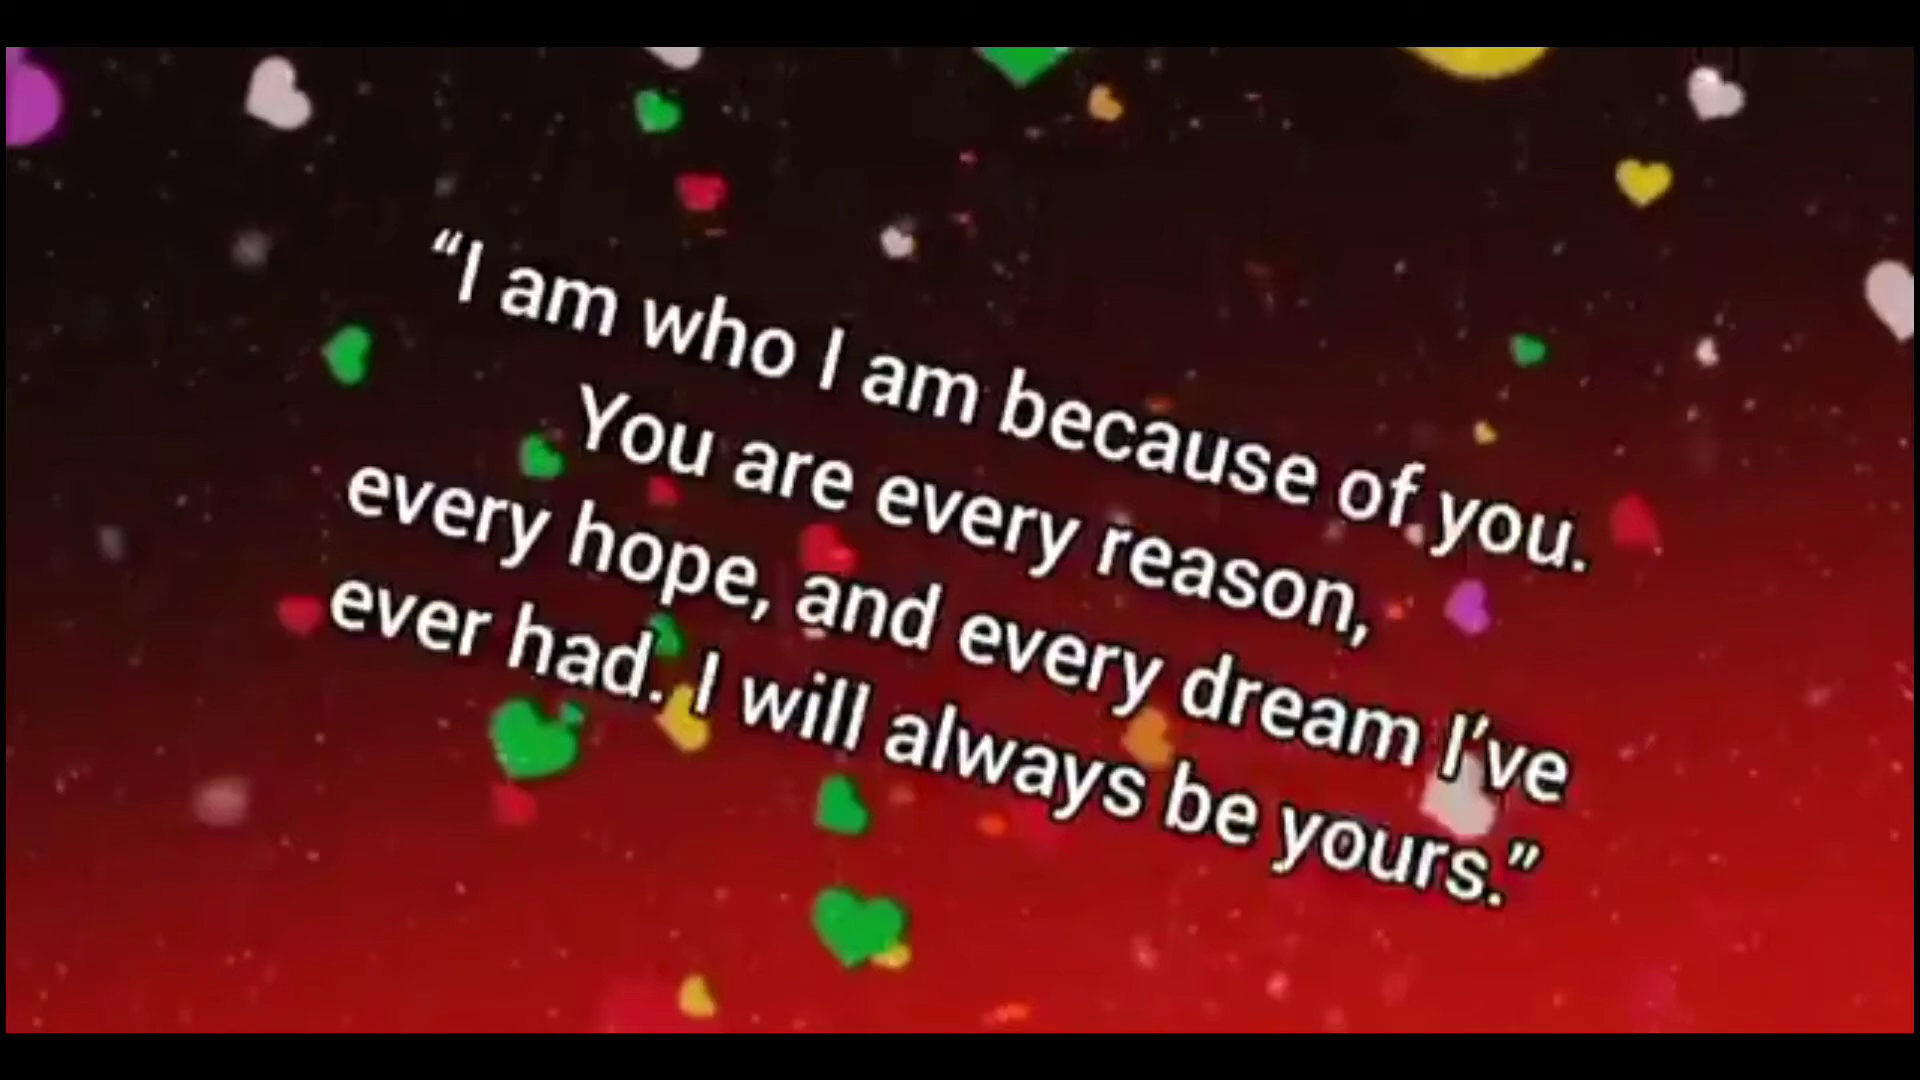 “I am who I am because of you.
You are every reason,
every hope, and every dream I’ve
ever had. I will always be yours.”